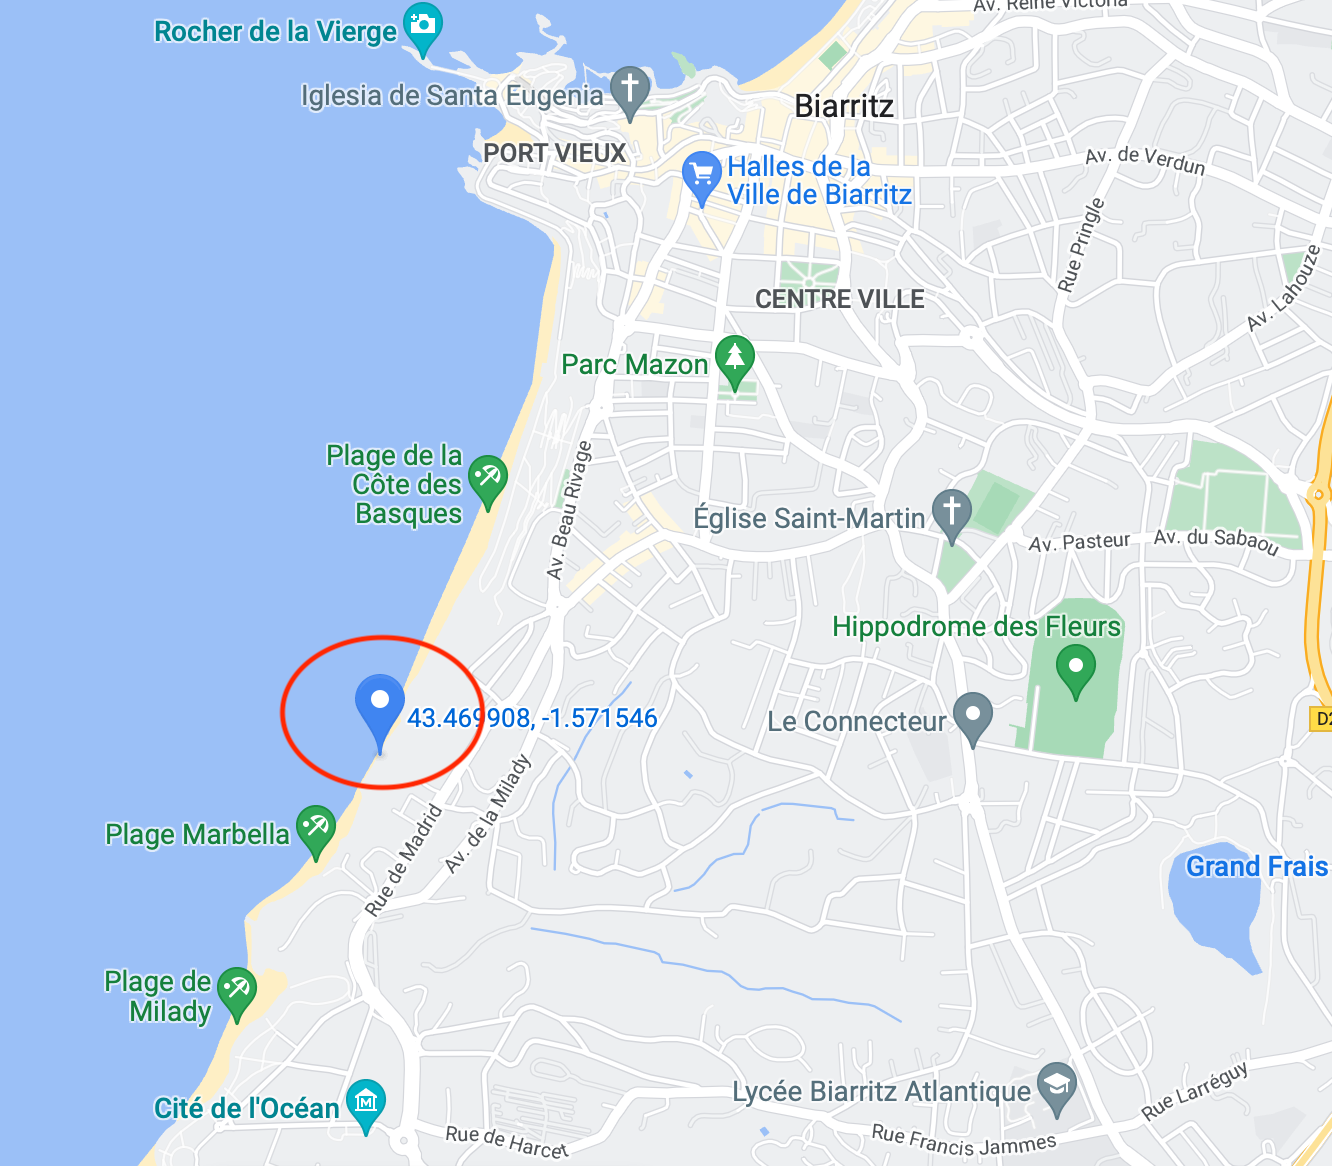 Av. Reine Victoria
Rocher de la Vierge
Iglesia de Santa Eugenia
Biarritz
PORT VIEUX
Av. de Verdun
Halles de la
Ville de Biarritz
Rue Pringle
Av. Lahouze
CENTRE VILLE
Parc Mazon
Plage de la
Côte des
Basques
Av. Beau Rivage
Église Saint-Martin
Av. Pasteur
Av. du Sabaou
Hippodrome des Fleurs
43.469908, -1.571546
Le Connecteur
D2
Plage Marbella
Rue de Madrid
Av. de la Milady
Grand Frais
Plage de
Milady
Lycée Biarritz Atlantique
Rue Larréguy
Cité de l'Océan
M
Rue de Harcet
Rue Francis Jammes